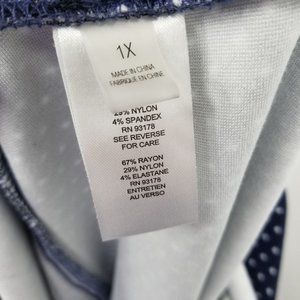 1X
MADE IN CHINA
FABRIQUÉ EN CHINE
29% NYLON
4% SPANDEX
RN 93178
SEE REVERSE
FOR CARE
67% RAYON
29% NYLON
4% ELASTANE
RN 93178
ENTRETIEN
AU VERSO